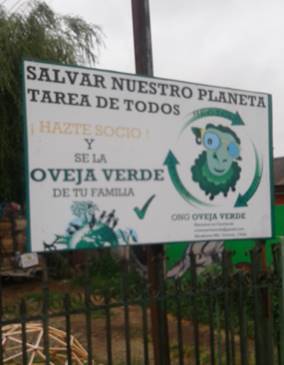 SALVAR NUESTRO PLANETA
TAREA DE TODOS
¡ HAZTE SOCIO !
Y
SE LA
OVEJA VERDE
DE TU FAMILIA
ONG OVEJA VERDE